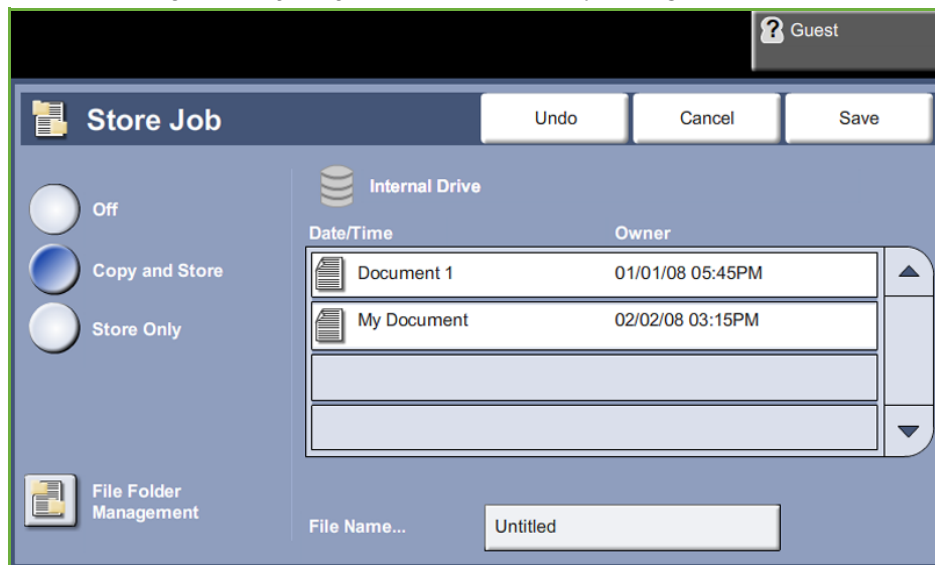 Guest
Store Job
Undo
Cancel
Save
Off
Copy and Store
Store Only
File Folder
Management
Internal Drive
Date/Time Owner
Document 1 01/01/08 05:45PM
My Document 02/02/08 03:15PM
File Name... Untitled